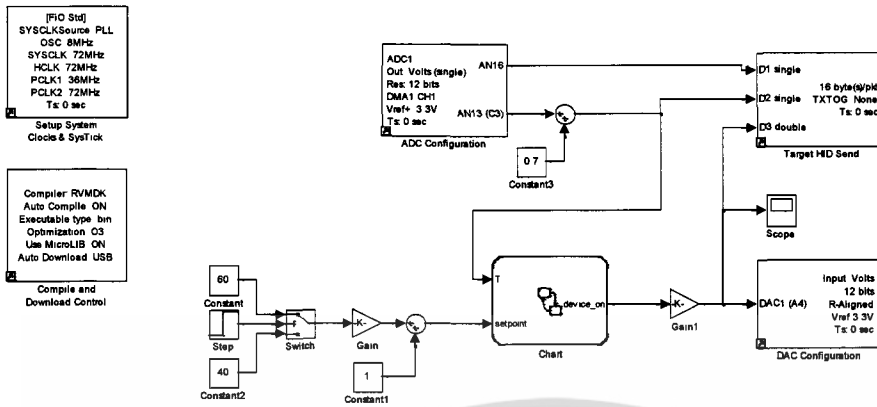 [FiO Std]
SYSCLKSource PLL
OSC 8MHz
SYSCLK 72MHz
HCLK 72MHz
PCLK1 36MHz
PCLK2 72MHz
Ts: 0 sec
Setup System
Clocks & SysTick
Compiler RVMDK
Auto Compile ON
Executable type bin
Optimization O3
Use MicroLIB ON
Auto Download USB
Compile and
Download Control
ADC1
Out Volts (single)
Res: 12 bits
DMA1 CH1
Vref+ 3 3V
Ts: 0 sec
AN16
AN13 (C3)
ADC Configuration
0 7
Constant3
D1 single
D2 single
D3 double
16 byte(s)/pkt
TXTOG None
Ts: 0 sec
Target HID Send
Scope
60
Constant
Step
40
Constant2
Switch
-K-
Gain
1
Constant1
T
setpoint
device_on
Chart
-K-
Gain1
DAC1 (A4)
Input Volts
12 bits
R-Aligned
Vref 3 3V
Ts: 0 sec
DAC Configuration